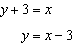 y + 3 = x
y = x − 3